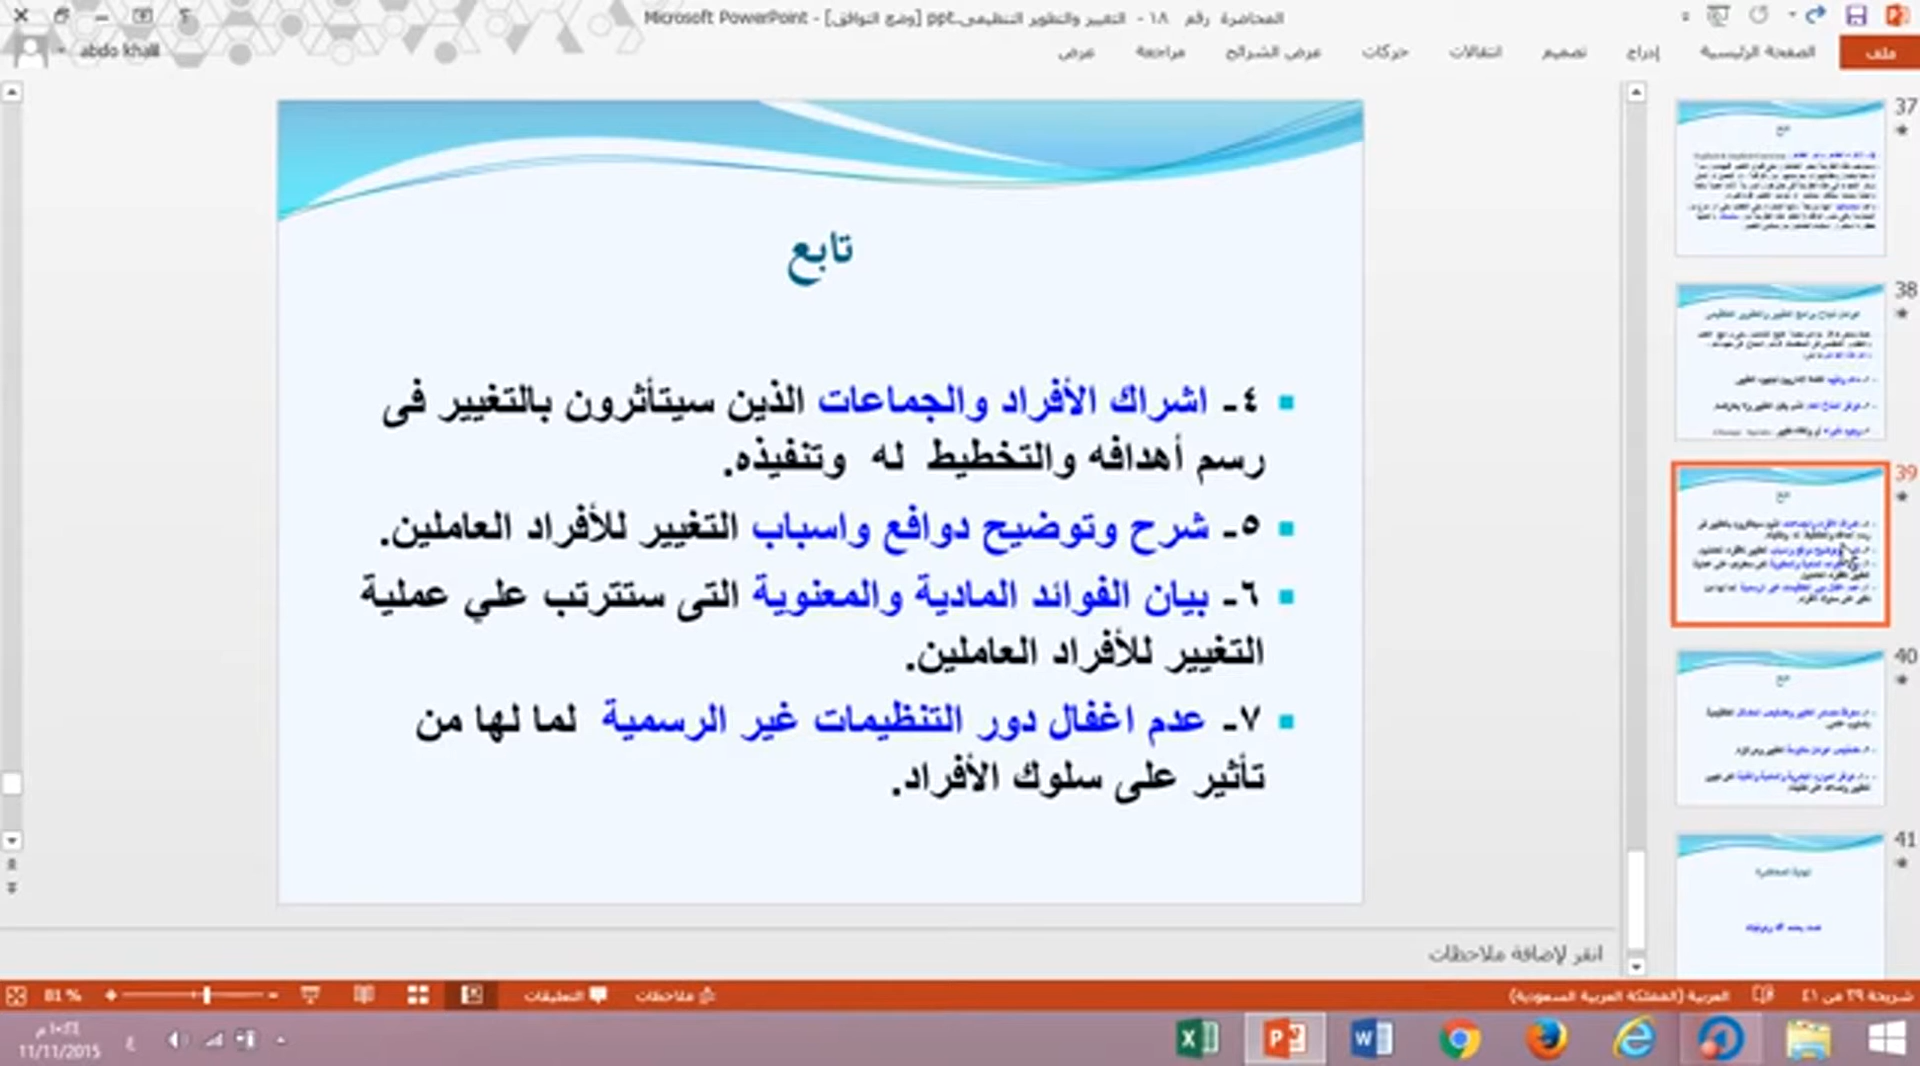 المحاضرة رقم ١٨ - التغيير والتطور التنظيمى.ppt [وضع التوافق] - Microsoft PowerPoint
ملف الصفحة الرئيسية إدراج تصميم انتقالات حركات عرض الشرائح مراجعة عرض
abdo khalil
تابع
٤- اشراك الأفراد والجماعات الذين سيتأثرون بالتغيير فى
رسم أهدافه والتخطيط له وتنفيذه.
٥- شرح وتوضيح دوافع واسباب التغيير للأفراد العاملين.
٦- بيان الفوائد المادية والمعنوية التى ستترتب علي عملية
التغيير للأفراد العاملين.
٧- عدم اغفال دور التنظيمات غير الرسمية لما لها من
تأثير على سلوك الأفراد.
37
38
39
40
41
انقر لإضافة ملاحظات
شريحة ٣٩ من ٤١
العربية (المملكة العربية السعودية)
ملاحظات
التعليقات
81 %
11/11/2015